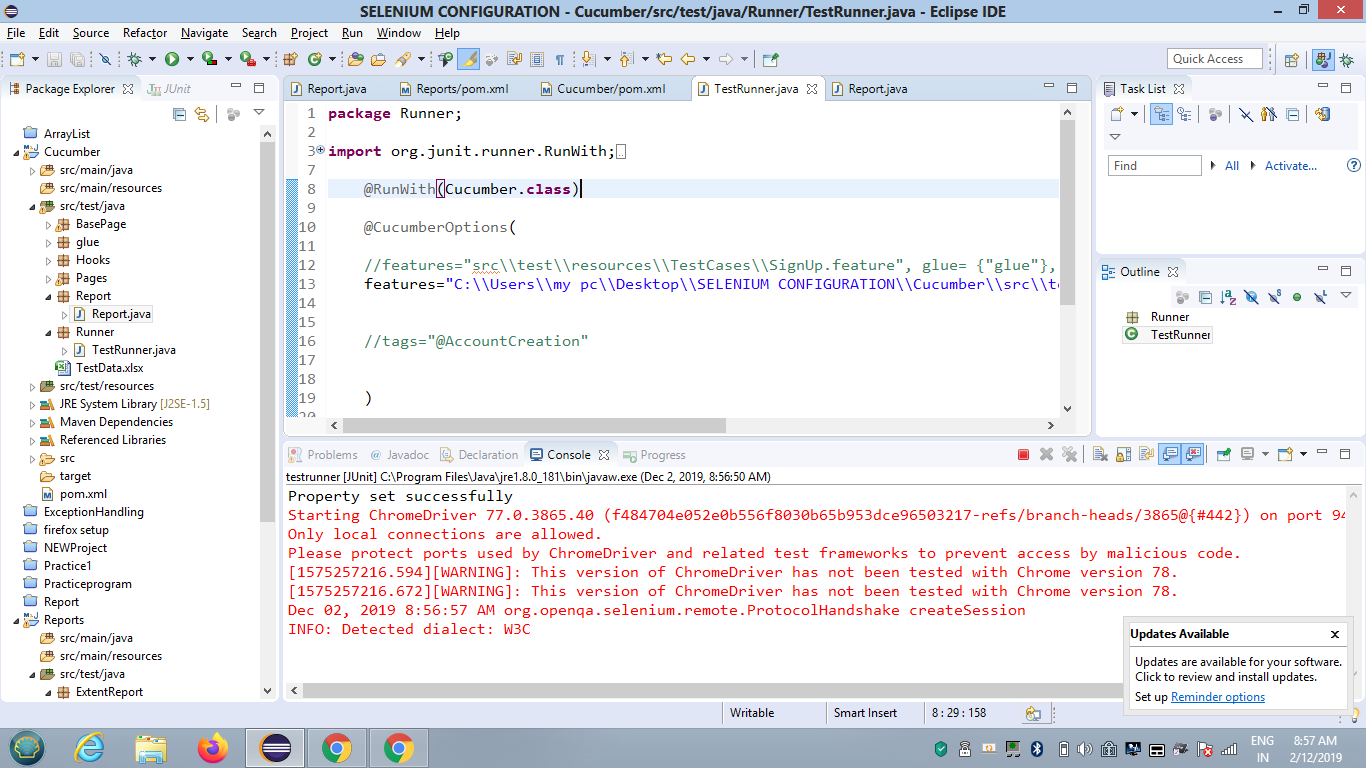 SELENIUM CONFIGURATION - Cucumber/src/test/java/Runner/TestRunner.java - Eclipse IDE
File Edit Source Refactor Navigate Search Project Run Window Help
Quick Access
Package Explorer JUnit
ArrayList
Cucumber
src/main/java
src/main/resources
src/test/java
BasePage
glue
Hooks
Pages
Report
Report.java
Runner
TestRunner.java
TestData.xlsx
src/test/resources
JRE System Library [J2SE-1.5]
Maven Dependencies
Referenced Libraries
src
target
pom.xml
ExceptionHandling
firefox setup
NEWProject
Practice1
Practiceprogram
Report
Reports
src/main/java
src/main/resources
src/test/java
ExtentReport
Report.java Reports/pom.xml Cucumber/pom.xml TestRunner.java Report.java
1 package Runner;
2
3 import org.junit.runner.RunWith;
7
8 @RunWith(Cucumber.class)
9
10 @CucumberOptions(
11
12 //features="src\\test\\resources\\TestCases\\SignUp.feature", glue= {"glue"},
13 features="C:\\Users\\my pc\\Desktop\\SELENIUM CONFIGURATION\\Cucumber\\src\\te
14
15
16 //tags="@AccountCreation"
17
18
19 )
20
Task List
Find All Activate...
Outline
Runner
TestRunner
Problems Javadoc Declaration Console Progress
testrunner [JUnit] C:\Program Files\Java\jre1.8.0_181\bin\javaw.exe (Dec 2, 2019, 8:56:50 AM)
Property set successfully
Starting ChromeDriver 77.0.3865.40 (f484704e052e0b556f8030b65b953dce96503217-refs/branch-heads/3865@{#442}) on port 94
Only local connections are allowed.
Please protect ports used by ChromeDriver and related test frameworks to prevent access by malicious code.
[1575257216.594][WARNING]: This version of ChromeDriver has not been tested with Chrome version 78.
[1575257216.672][WARNING]: This version of ChromeDriver has not been tested with Chrome version 78.
Dec 02, 2019 8:56:57 AM org.openqa.selenium.remote.ProtocolHandshake createSession
INFO: Detected dialect: W3C
Updates Available
Updates are available for your software.
Click to review and install updates.
Set up Reminder options
Writable Smart Insert 8 : 29 : 158
ENG
IN
8:57 AM
2/12/2019